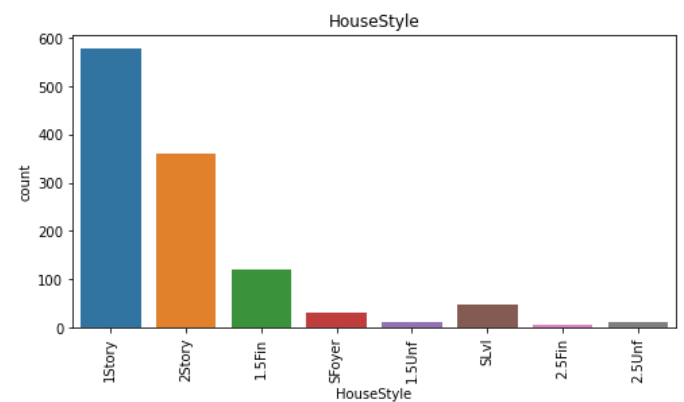 HouseStyle
600
500
400
300
200
100
0
count
1Story
2Story
1.5Fin
SFoyer
1.5Unf
SLvl
2.5Fin
2.5Unf
HouseStyle